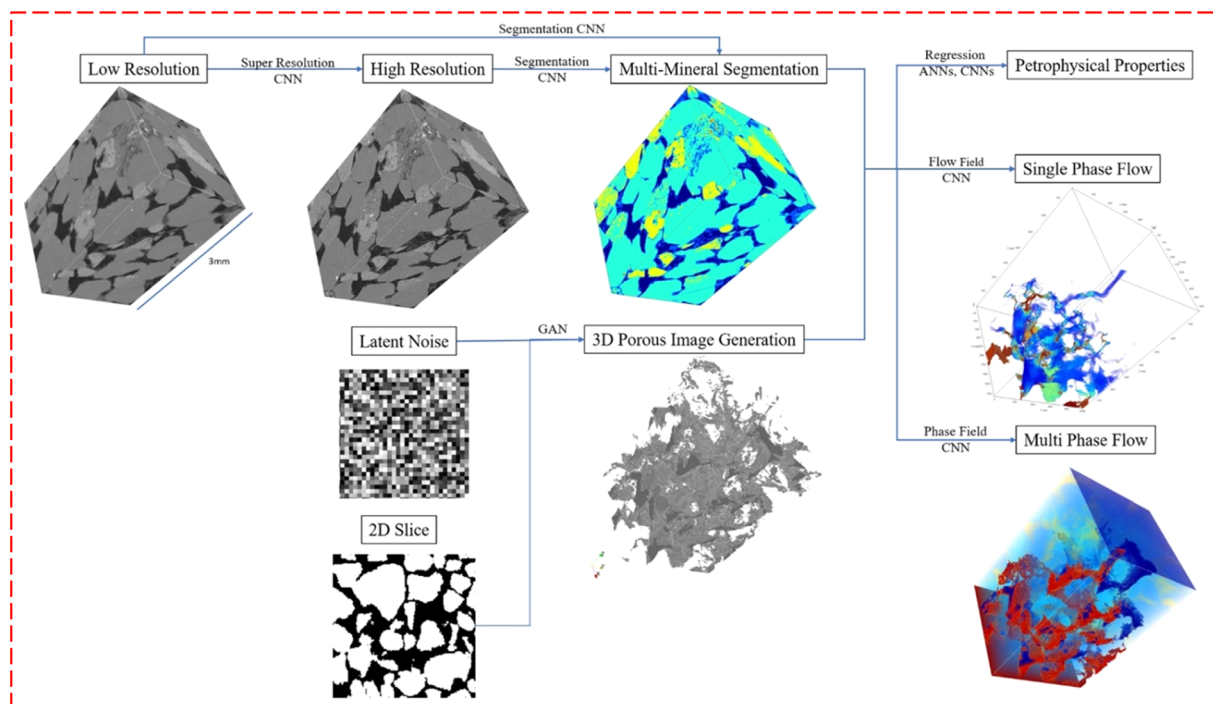 Segmentation CNN
Low Resolution
Super Resolution
CNN
High Resolution
Segmentation
CNN
Multi-Mineral Segmentation
Regression
ANNs, CNNs
Petrophysical Properties
3mm
Flow Field
CNN
Single Phase Flow
Latent Noise
GAN
3D Porous Image Generation
Phase Field
CNN
Multi Phase Flow
2D Slice